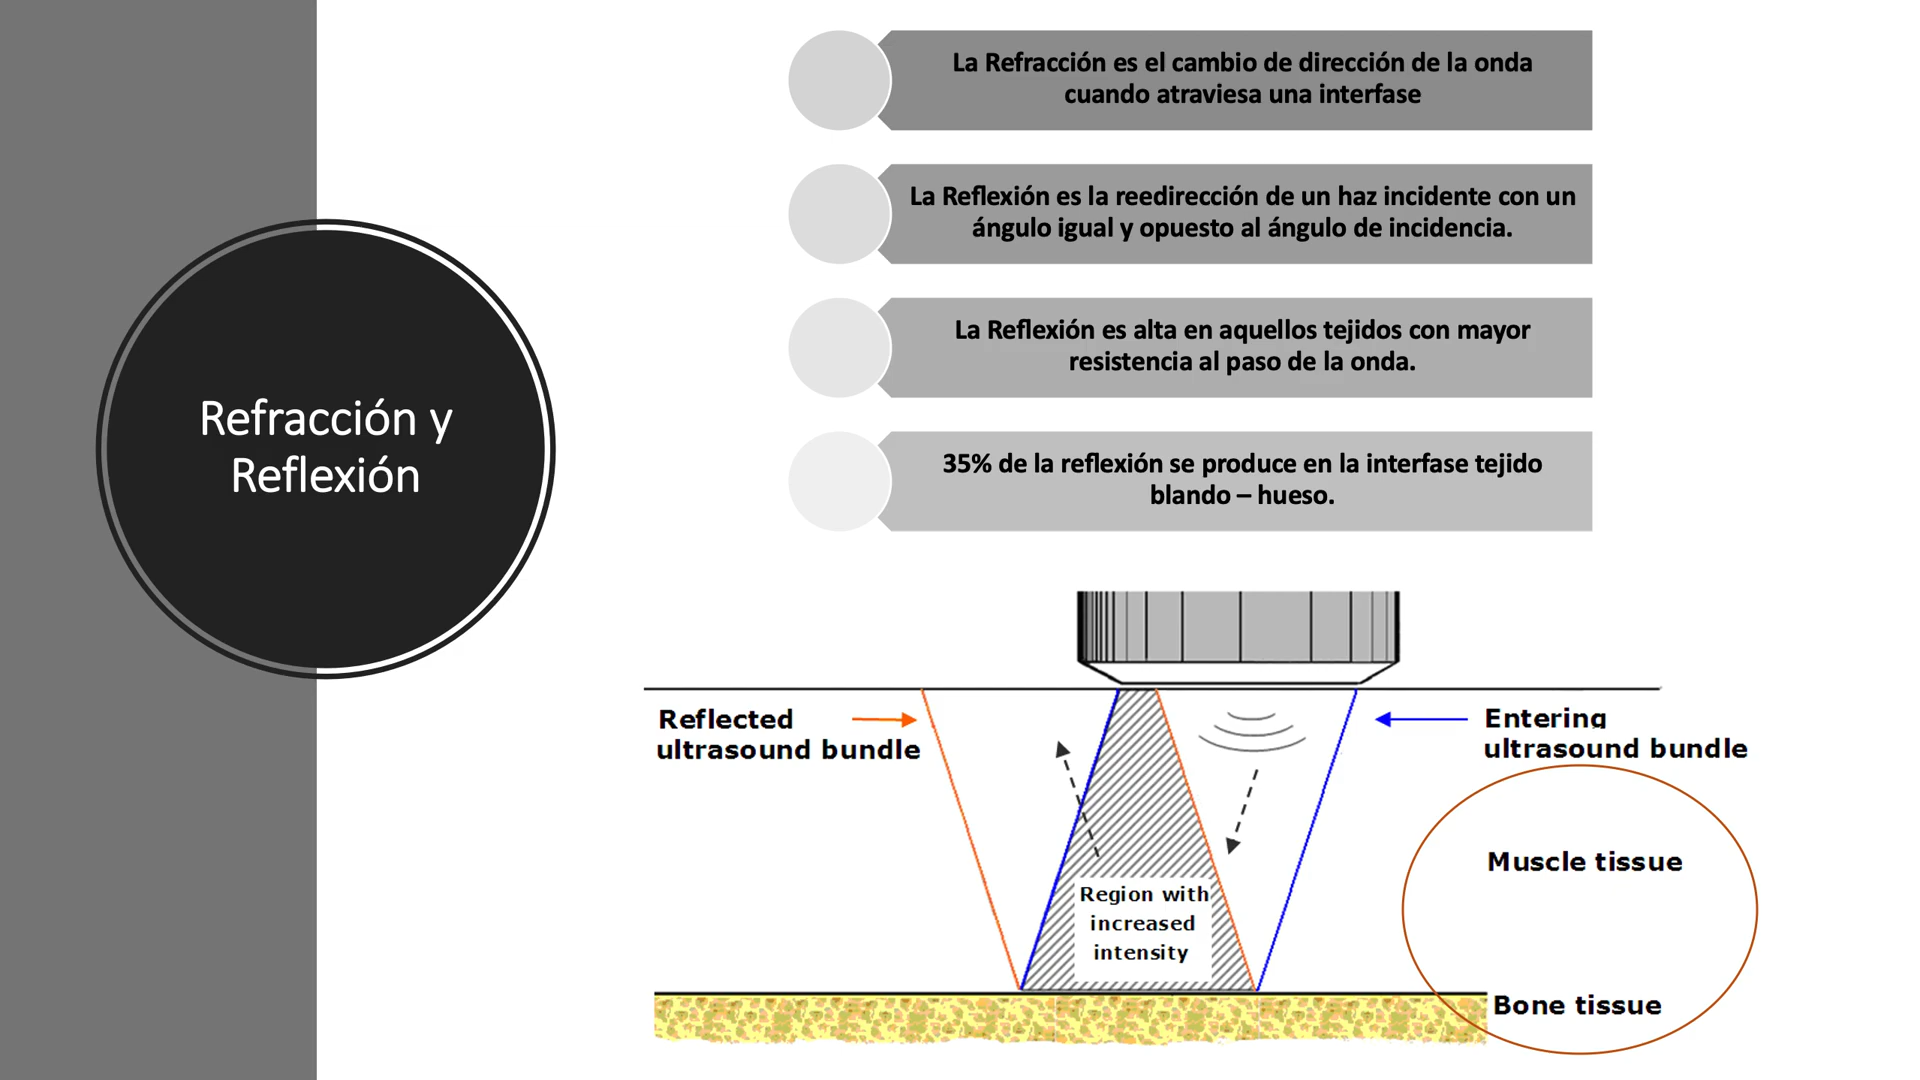 Refracción y
Reflexión
La Refracción es el cambio de dirección de la onda
cuando atraviesa una interfase
La Reflexión es la reedirección de un haz incidente con un
ángulo igual y opuesto al ángulo de incidencia.
La Reflexión es alta en aquellos tejidos con mayor
resistencia al paso de la onda.
35% de la reflexión se produce en la interfase tejido
blando – hueso.
Reflected
ultrasound bundle
Entering
ultrasound bundle
Muscle tissue
Region with
increased
intensity
Bone tissue